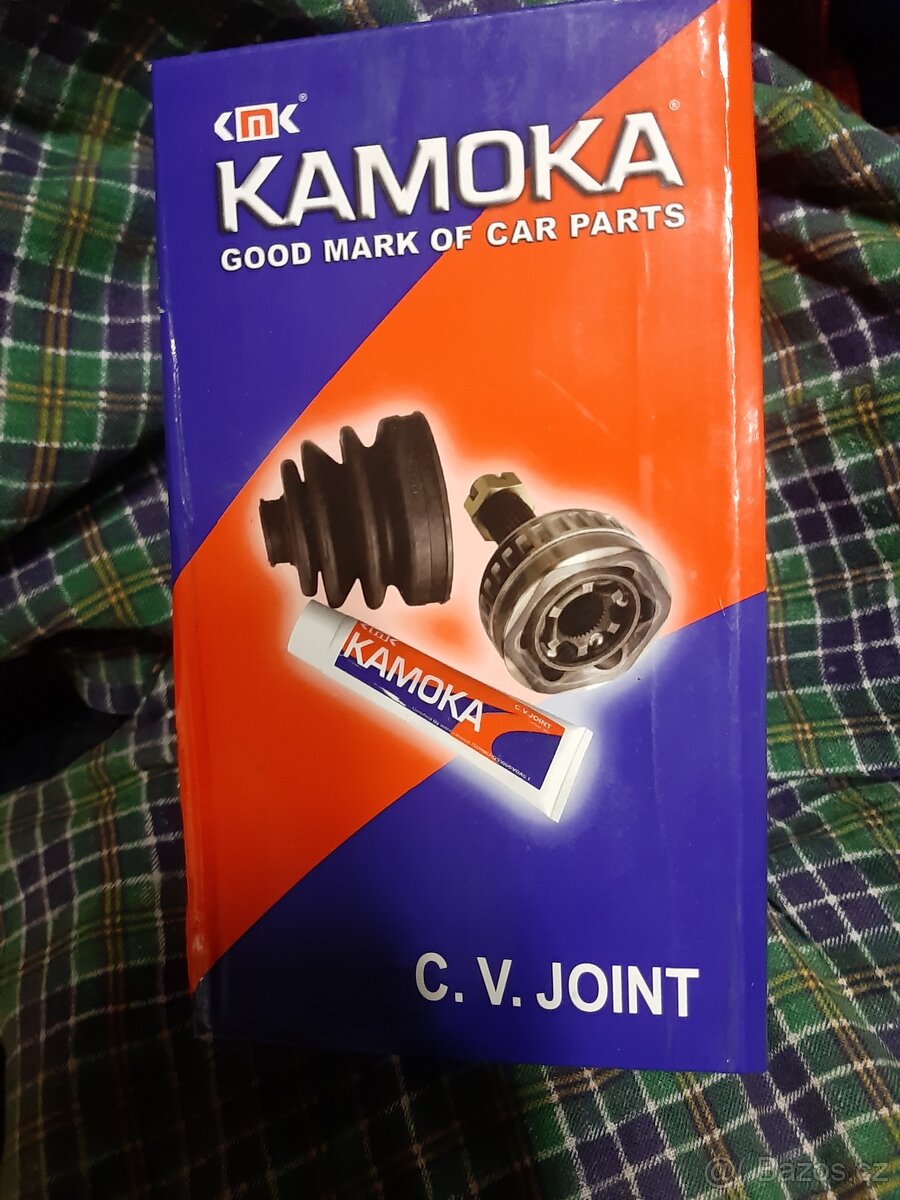 KMK®
KAMOKA®
GOOD MARK OF CAR PARTS
KMK
KAMOKA
C.V.JOINT
C. V. JOINT
Bazos.cz